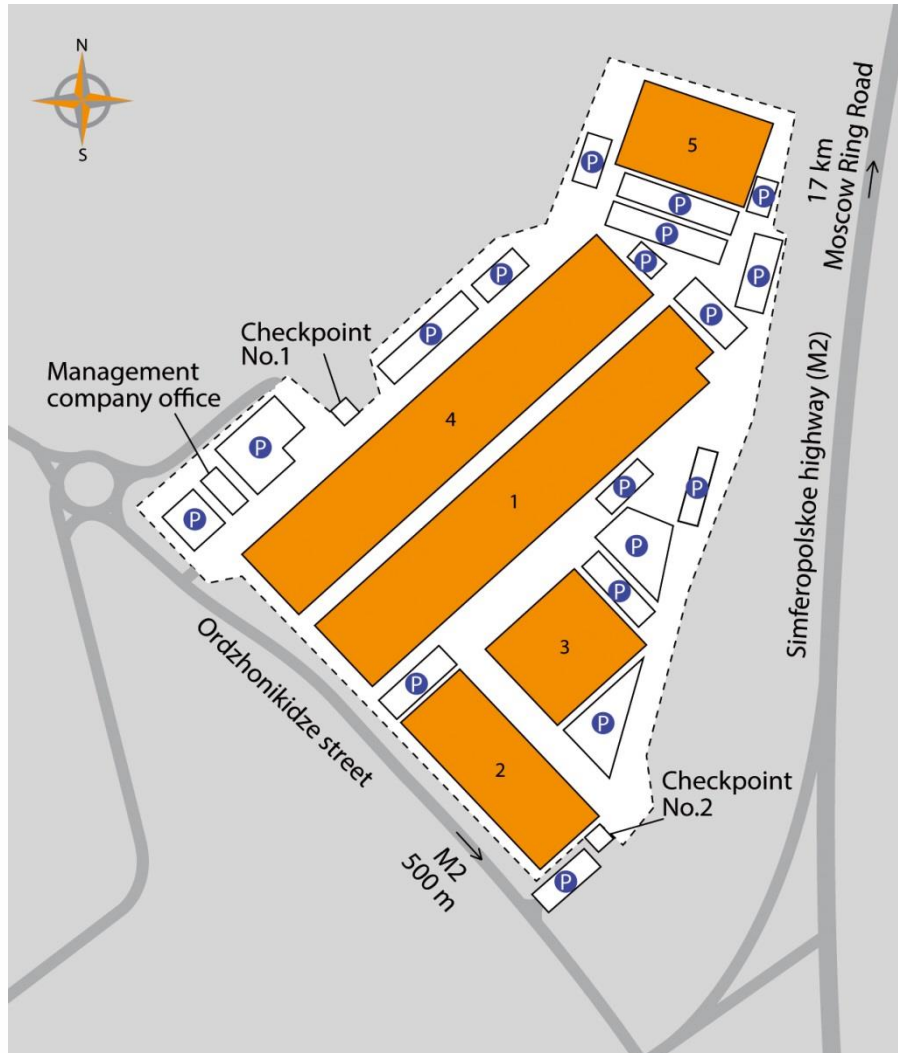 N
S
5
P
P
P
P
P
P
17 km
Moscow Ring Road
P
P
P
P
Checkpoint
No.1
Management
company office
4
Simferopolskoe highway (M2)
P
P
1
P
P
P
P
3
Ordzhonikidze street
P
P
2
Checkpoint
No.2
M2
500 m
P